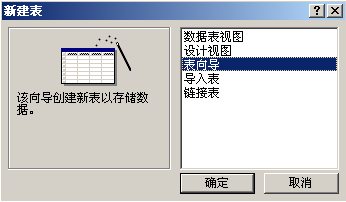 新建表
该向导创建新表以存储数
据。
数据表视图
设计视图
表向导
导入表
链接表
确定
取消